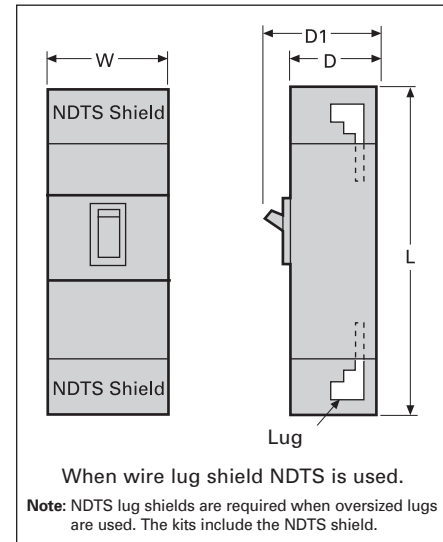 D1
W
D
NDTS Shield
L
NDTS Shield
Lug
When wire lug shield NDTS is used.
Note: NDTS lug shields are required when oversized lugs
are used. The kits include the NDTS shield.